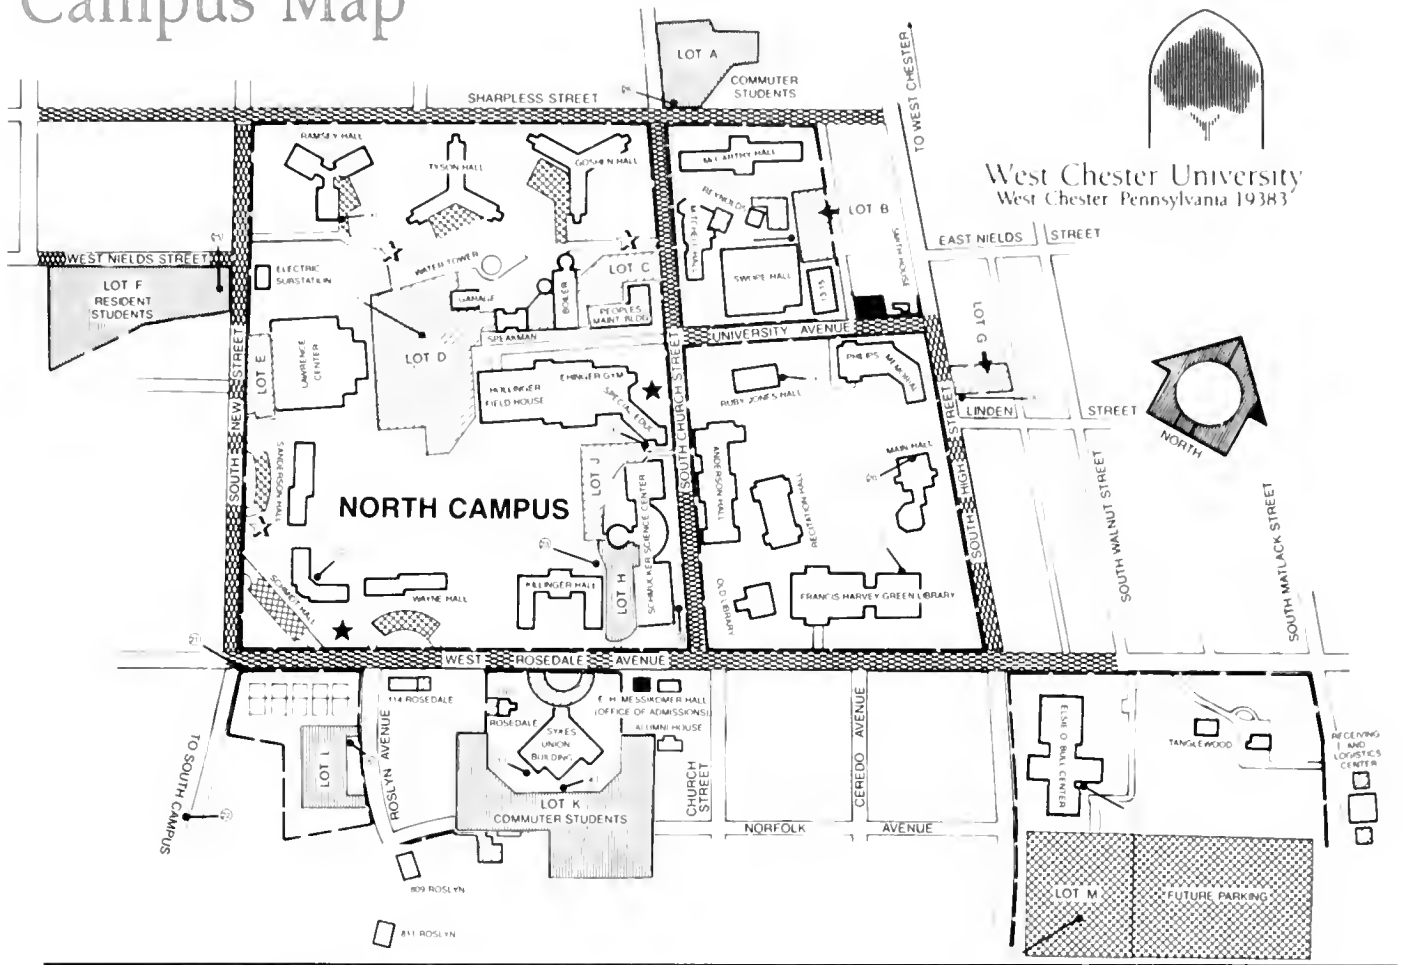 Campus Map
LOT A
COMMUTER
STUDENTS
SHARPLESS STREET
TO WEST CHESTER
West Chester University
West Chester Pennsylvania 19383
RAMSEY HALL
TYSON HALL
GOSHEN HALL
McCARTHY HALL
REYNOLDS
MITCHELL HALL
LOT B
SMITH HOUSE
EAST NIELDS STREET
WEST NIELDS STREET
LOT F
RESIDENT
STUDENTS
ELECTRIC
SUBSTATION
WATER TOWER
GARAGE
BOILER
LOT C
PEOPLES
MAINT BLDG
SWOPE HALL
UNIVERSITY AVENUE
LOT G
SPEAKMAN
LOT D
LOT E
LAWRENCE
CENTER
SOUTH NEW STREET
HOLLINGER
FIELD HOUSE
EHINGER GYM
SPECIAL EDUC
SOUTH CHURCH STREET
RUBY JONES HALL
PHILIPS MEMORIAL
LINDEN STREET
NORTH
SANDERSON HALL
NORTH CAMPUS
LOT J
SCHMUCKER SCIENCE CENTER
ANDERSON HALL
RECITATION HALL
MAIN HALL
SOUTH HIGH STREET
SOUTH WALNUT STREET
SOUTH MATLACK STREET
SCHMIDT HALL
WAYNE HALL
KILLINGER HALL
LOT H
OLD LIBRARY
FRANCIS HARVEY GREEN LIBRARY
WEST ROSEDALE AVENUE
114 ROSEDALE
ROSEDALE
SYKES
UNION
BUILDING
E. H. MESSIKOMER HALL
(OFFICE OF ADMISSIONS)
ALUMNI HOUSE
ELSIE O BULL CENTER
TANGLEWOOD
RECEIVING
AND
LOGISTICS
CENTER
TO SOUTH CAMPUS
LOT L
ROSLYN AVENUE
LOT K
COMMUTER STUDENTS
CHURCH
STREET
CEREDO AVENUE
NORFOLK AVENUE
809 ROSLYN
811 ROSLYN
LOT M
FUTURE PARKING